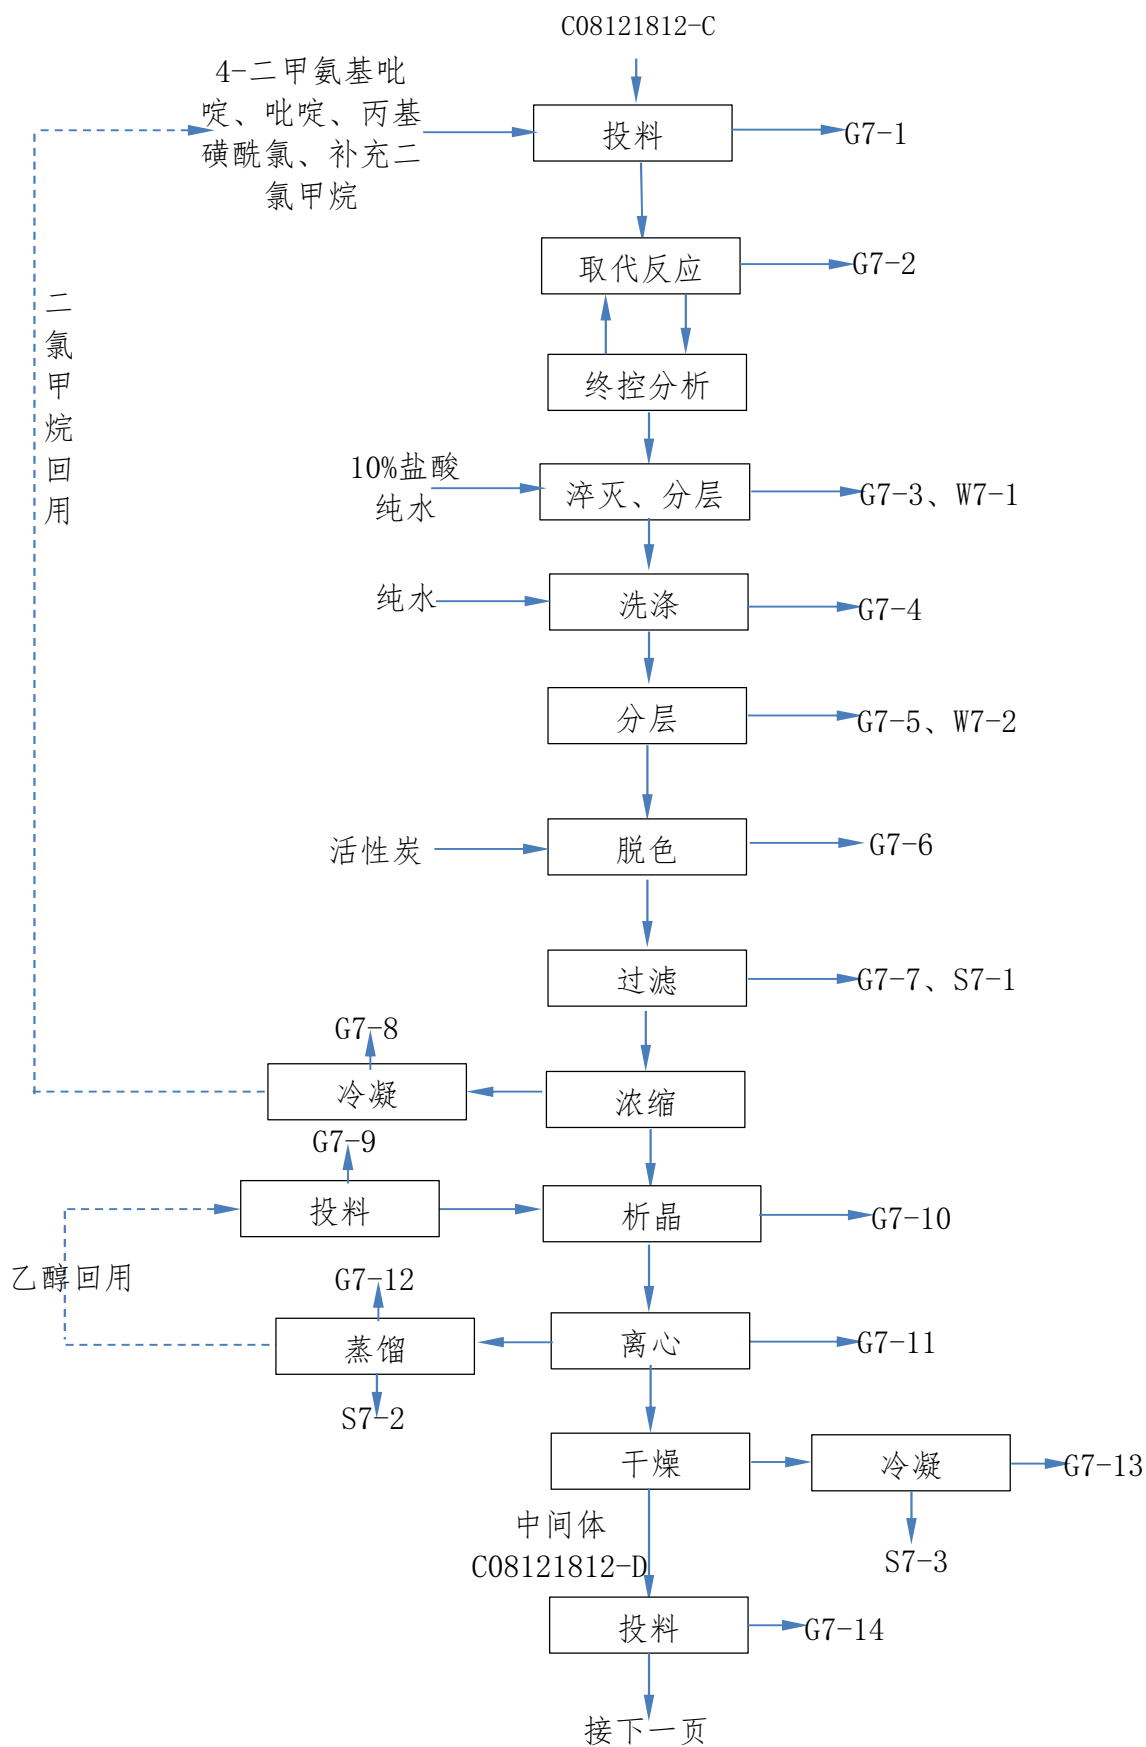 C08121812-C
4-二甲氨基吡
啶、吡啶、丙基
磺酰氯、补充二
氯甲烷
投料
G7-1
取代反应
G7-2
二氯甲烷回用
终控分析
10%盐酸
纯水
淬灭、分层
G7-3、W7-1
纯水
洗涤
G7-4
分层
G7-5、W7-2
活性炭
脱色
G7-6
过滤
G7-7、S7-1
G7-8
冷凝
浓缩
G7-9
投料
析晶
G7-10
乙醇回用
G7-12
蒸馏
离心
G7-11
S7-2
干燥
冷凝
G7-13
中间体
C08121812-D
S7-3
投料
G7-14
接下一页